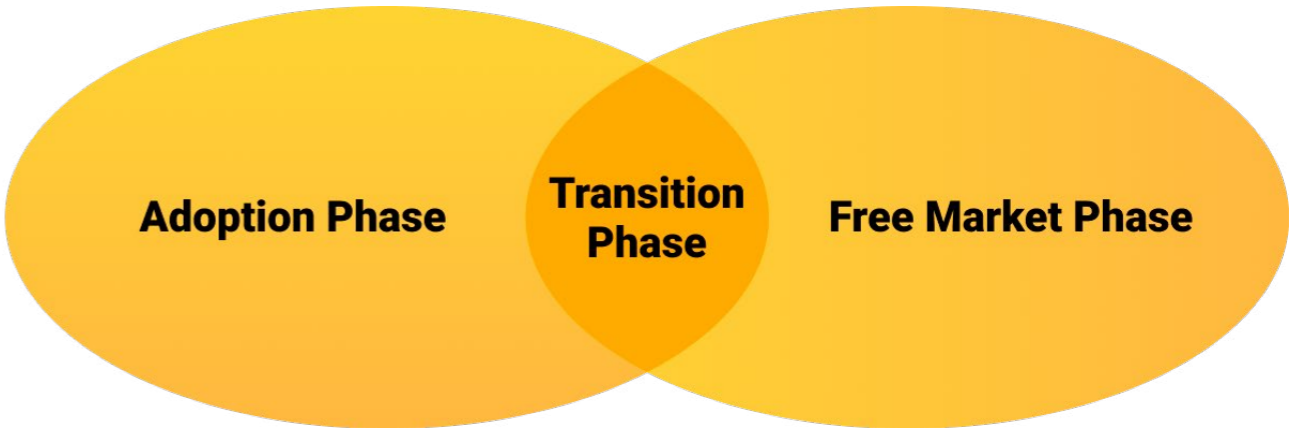 Adoption Phase
Transition
Phase
Free Market Phase